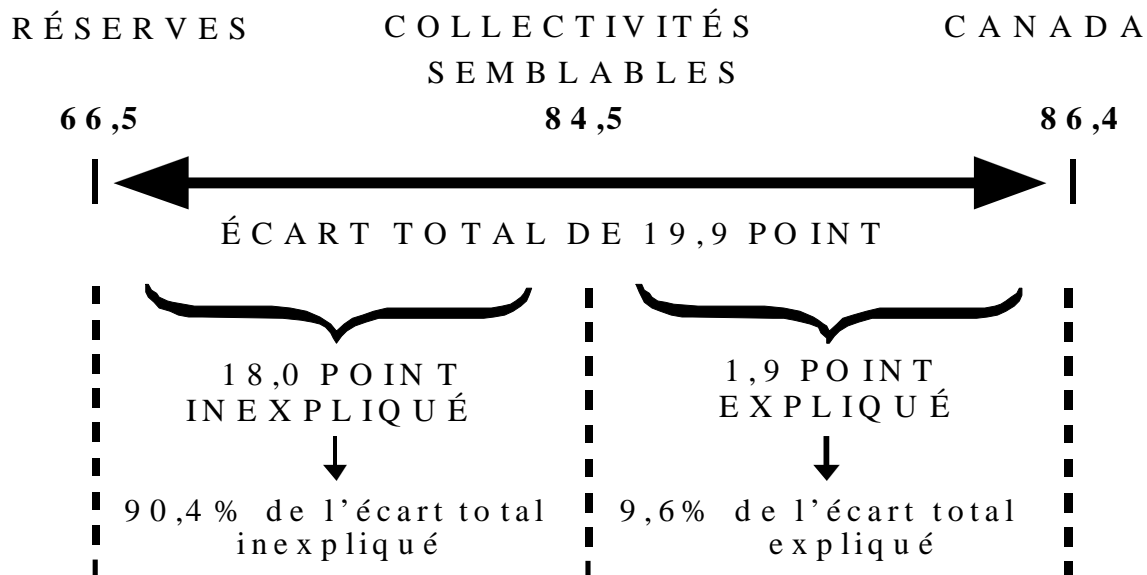 RÉSERVES COLLECTIVITÉS SEMBLABLES CANADA
66,5 84,5 86,4
ÉCART TOTAL DE 19,9 POINT
18,0 POINT
INEXPLIQUÉ
1,9 POINT
EXPLIQUÉ
90,4% de l’écart total
inexpliqué
9,6% de l’écart total
expliqué